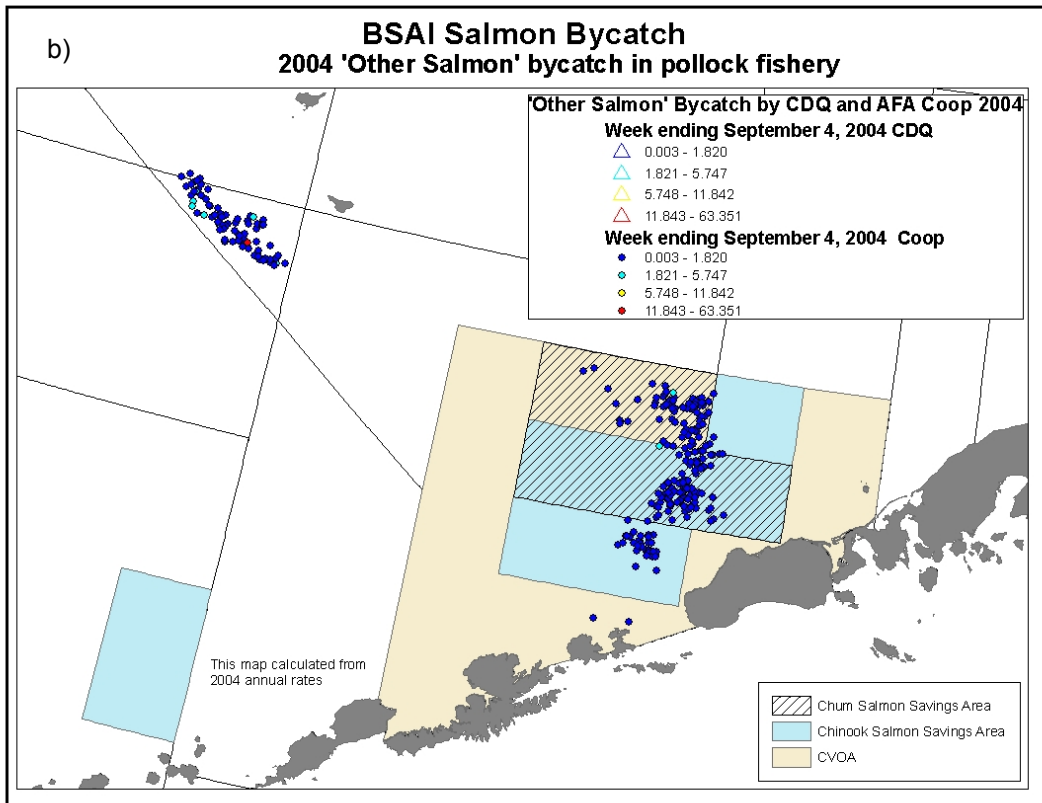 b)
BSAI Salmon Bycatch
2004 'Other Salmon' bycatch in pollock fishery
'Other Salmon' Bycatch by CDQ and AFA Coop 2004
Week ending September 4, 2004 CDQ
0.003 - 1.820
1.821 - 5.747
5.748 - 11.842
11.843 - 63.351
Week ending September 4, 2004 Coop
0.003 - 1.820
1.821 - 5.747
5.748 - 11.842
11.843 - 63.351
This map calculated from
2004 annual rates
Chum Salmon Savings Area
Chinook Salmon Savings Area
CVOA